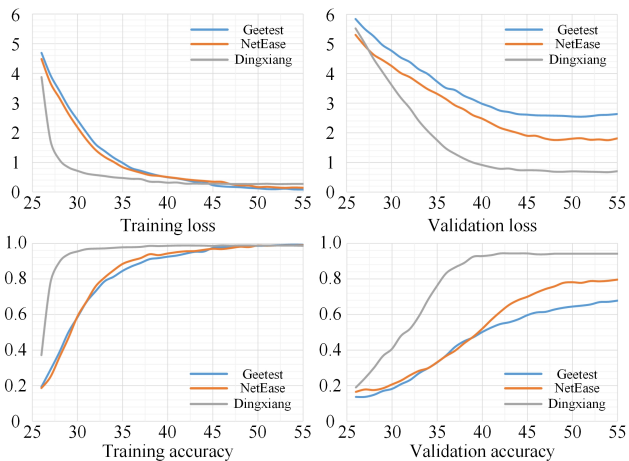 6
5
4
3
2
1
0
25 30 35 40 45 50 55
Geetest
NetEase
Dingxiang
Training loss
6
5
4
3
2
1
0
25 30 35 40 45 50 55
Geetest
NetEase
Dingxiang
Validation loss
1.0
0.8
0.6
0.4
0.2
0
25 30 35 40 45 50 55
Geetest
NetEase
Dingxiang
Training accuracy
1.0
0.8
0.6
0.4
0.2
0
25 30 35 40 45 50 55
Geetest
NetEase
Dingxiang
Validation accuracy